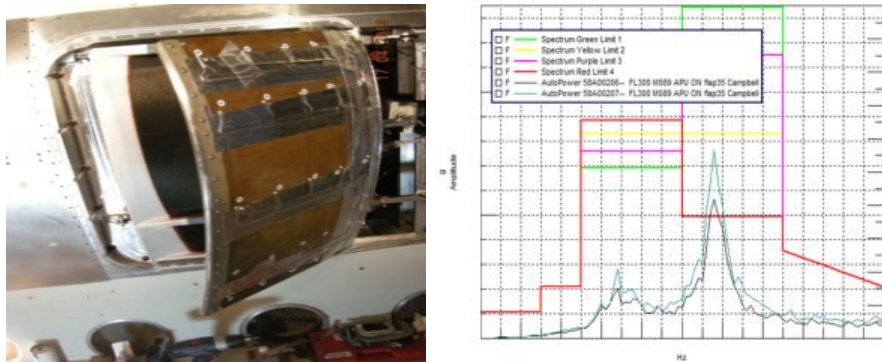 F Spectrum Green Limit 1
F Spectrum Yellow Limit 2
F Spectrum Purple Limit 3
F Spectrum Red Limit 4
F AutoPower 58A00206-- FL300 M089 APU ON flap35 Campbell
F AutoPower 58A00207-- FL300 M089 APU ON flap35 Campbell
g
Amplitude
Hz